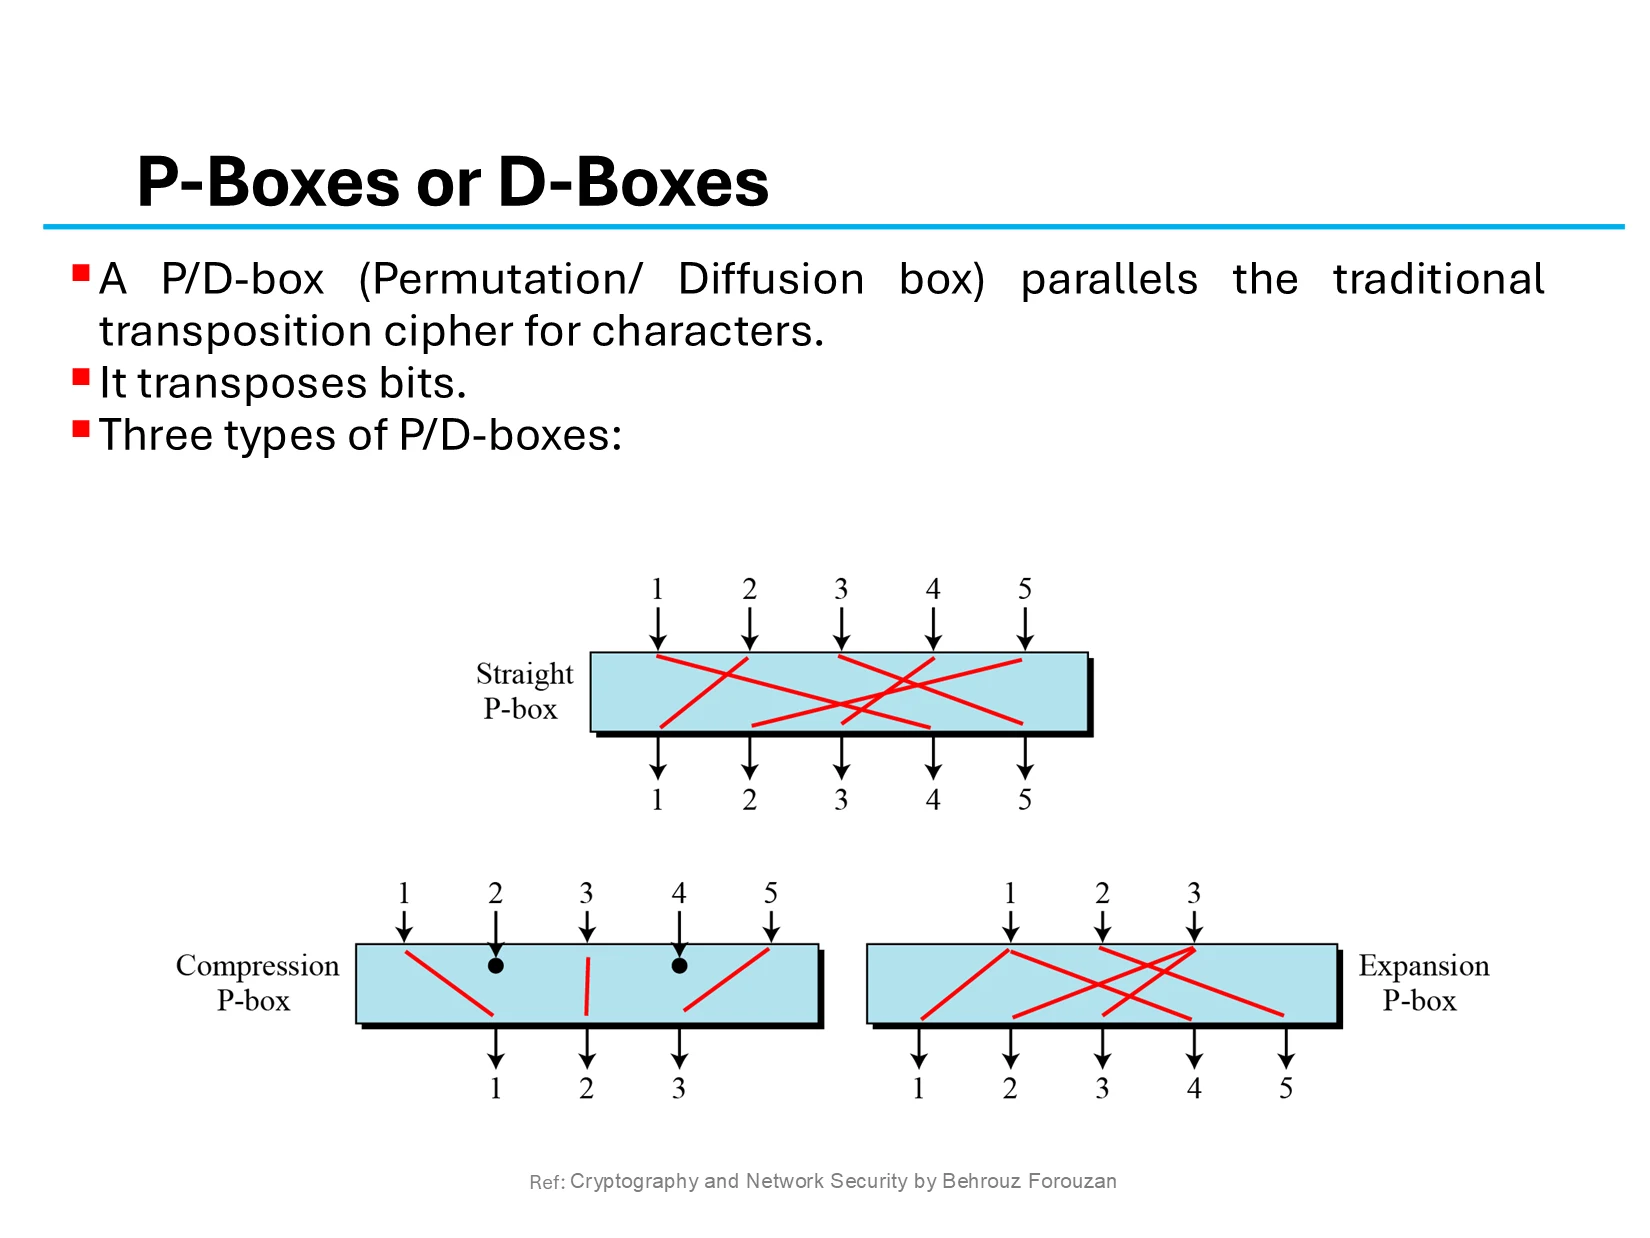 P-Boxes or D-Boxes
A P/D-box (Permutation/ Diffusion box) parallels the traditional
transposition cipher for characters.
It transposes bits.
Three types of P/D-boxes:
1 2 3 4 5
Straight
P-box
1 2 3 4 5
1 2 3 4 5
Compression
P-box
1 2 3
1 2 3
Expansion
P-box
1 2 3 4 5
Ref: Cryptography and Network Security by Behrouz Forouzan